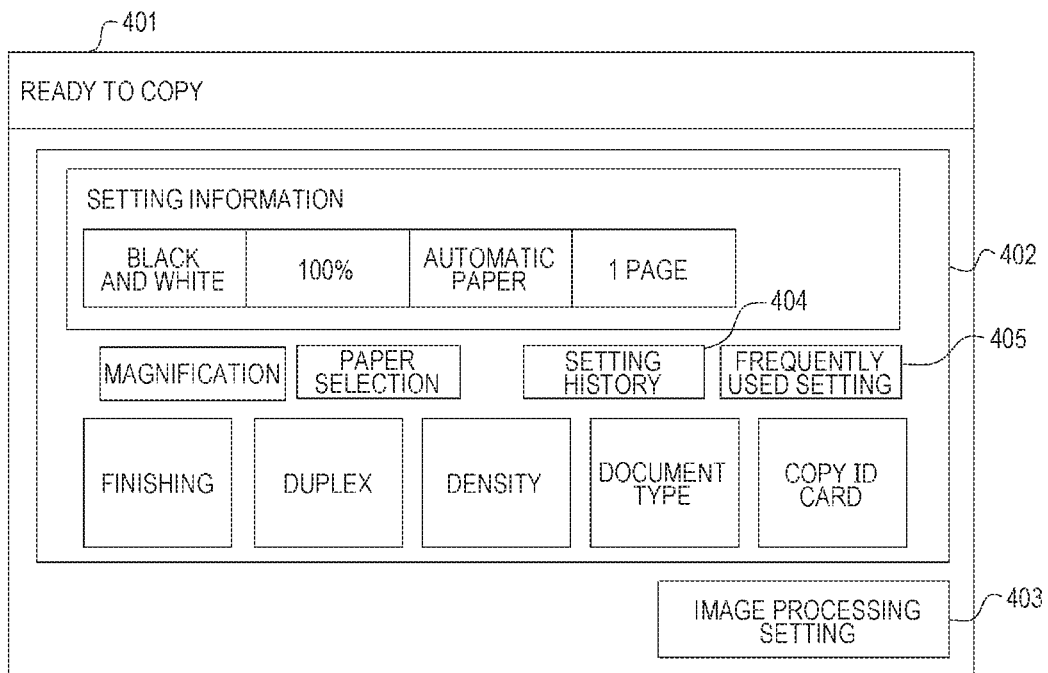 401
READY TO COPY
SETTING INFORMATION
BLACK
AND WHITE
100%
AUTOMATIC
PAPER
1 PAGE
402
404
405
MAGNIFICATION
PAPER
SELECTION
SETTING
HISTORY
FREQUENTLY
USED SETTING
FINISHING
DUPLEX
DENSITY
DOCUMENT
TYPE
COPY ID
CARD
IMAGE PROCESSING
SETTING
403